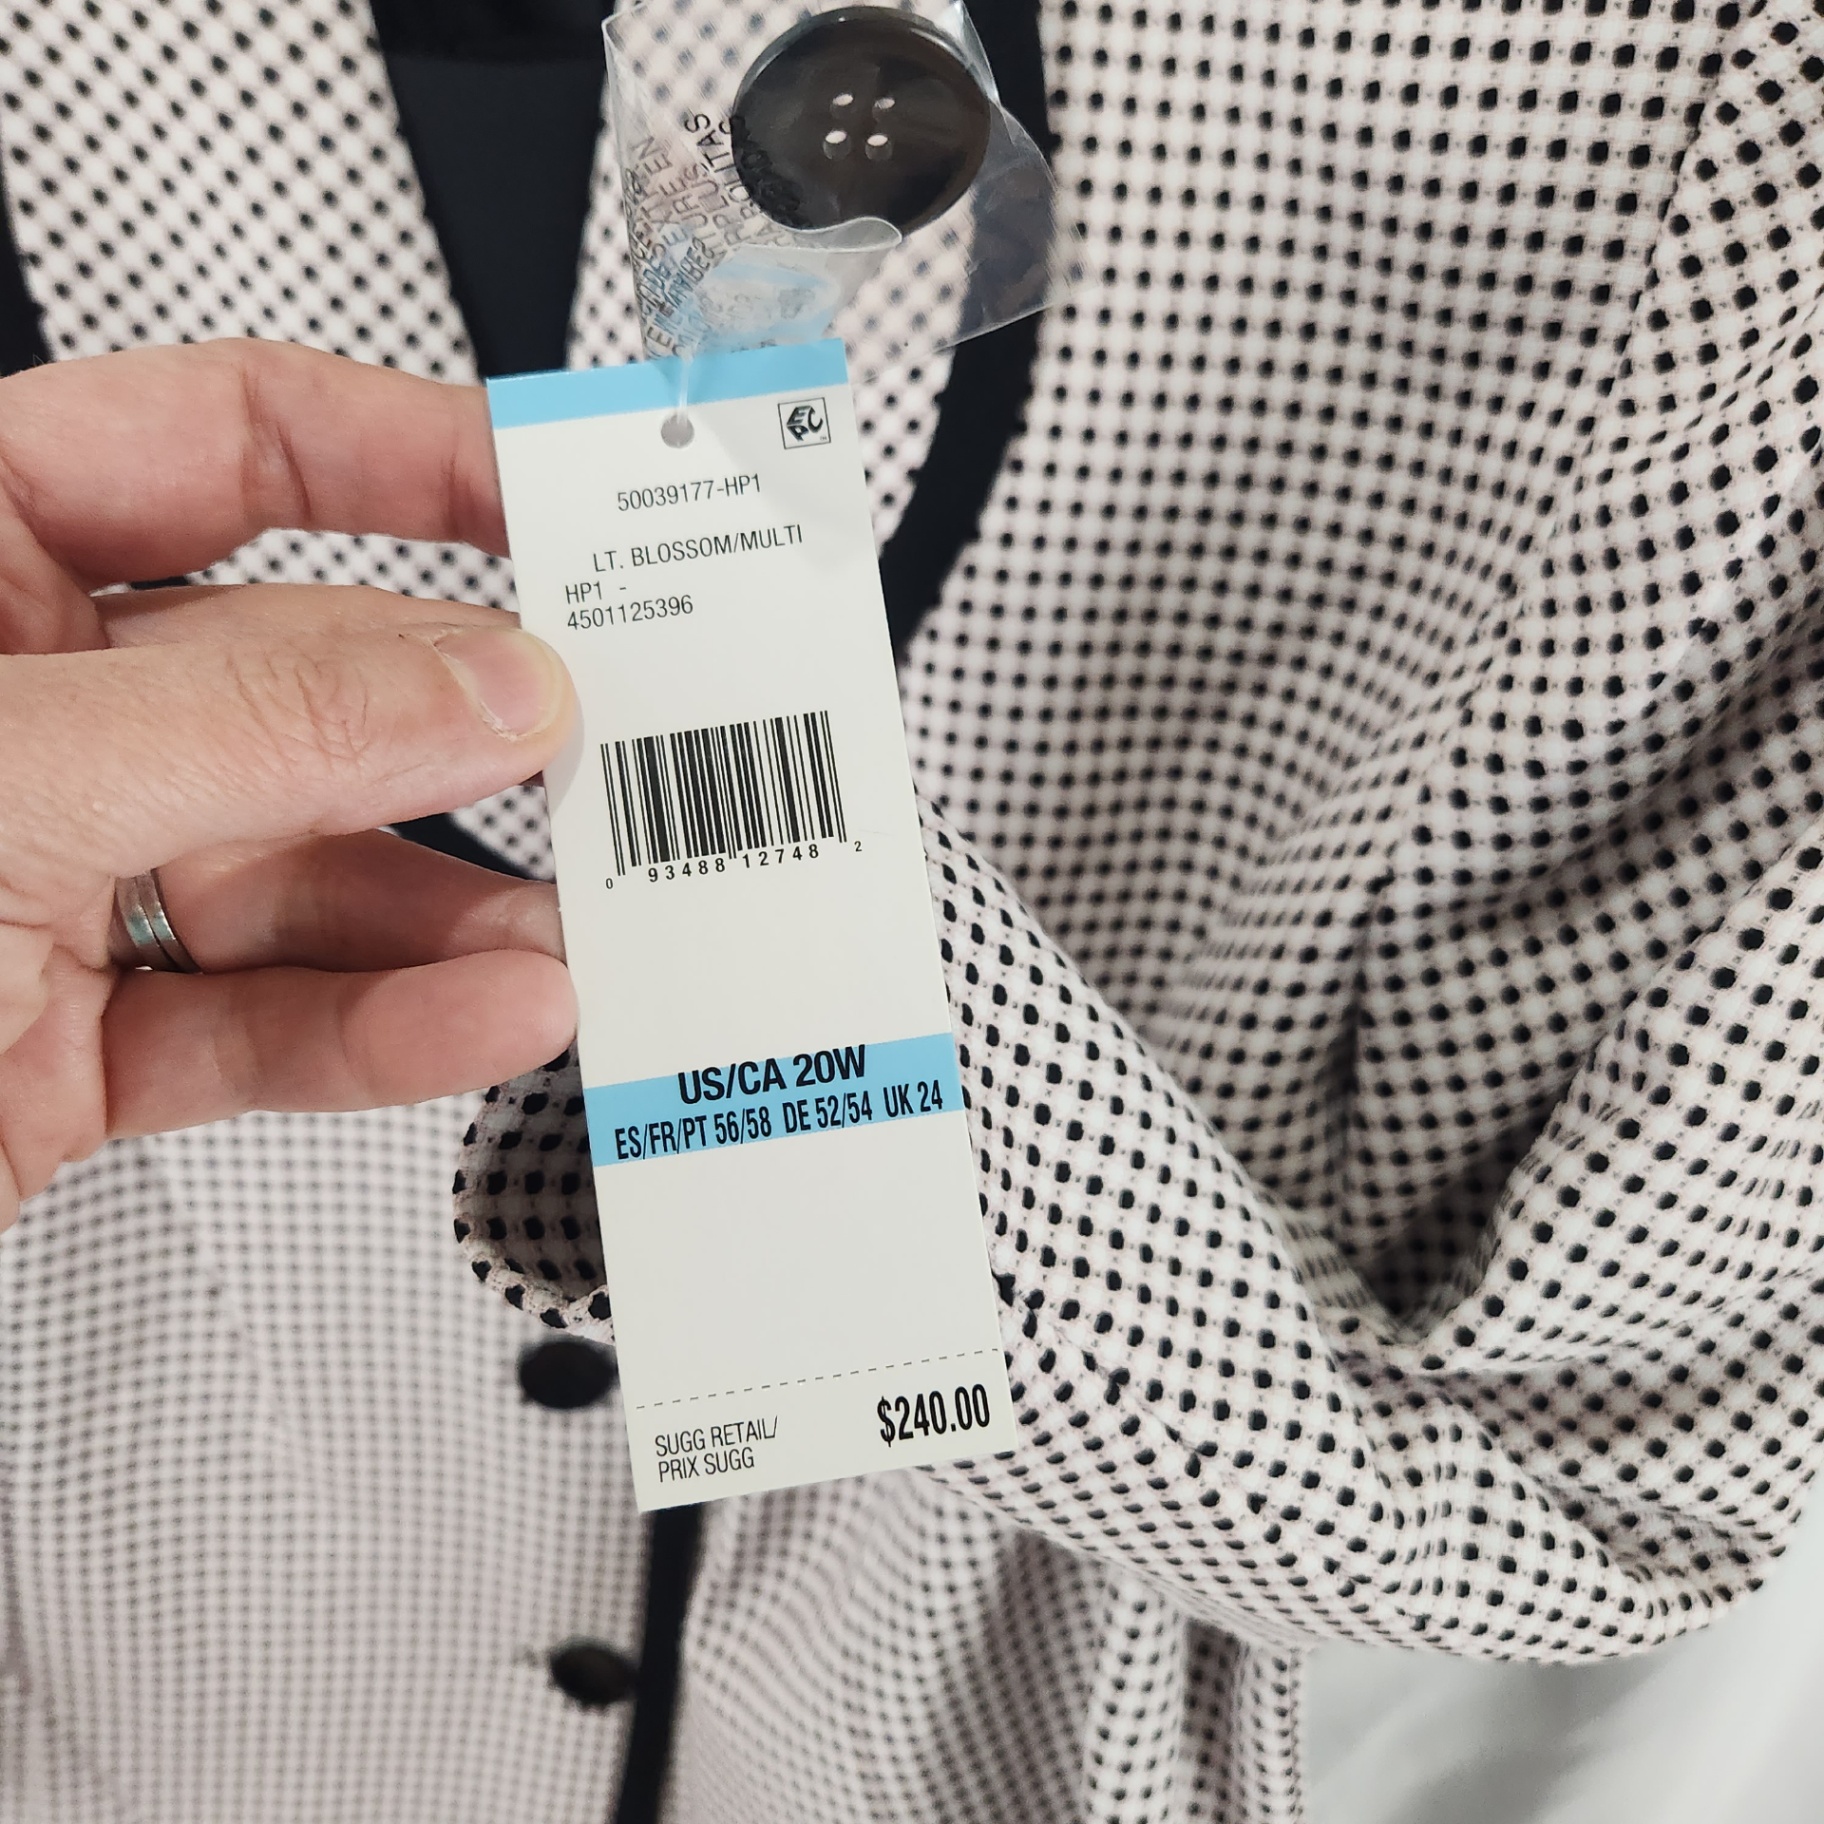 EPC
50039177-HP1
LT. BLOSSOM/MULTI
HP1 -
4501125396
0 93488 12748 2
US/CA 20W
ES/FR/PT 56/58 DE 52/54 UK 24
SUGG RETAIL/
PRIX SUGG
$240.00